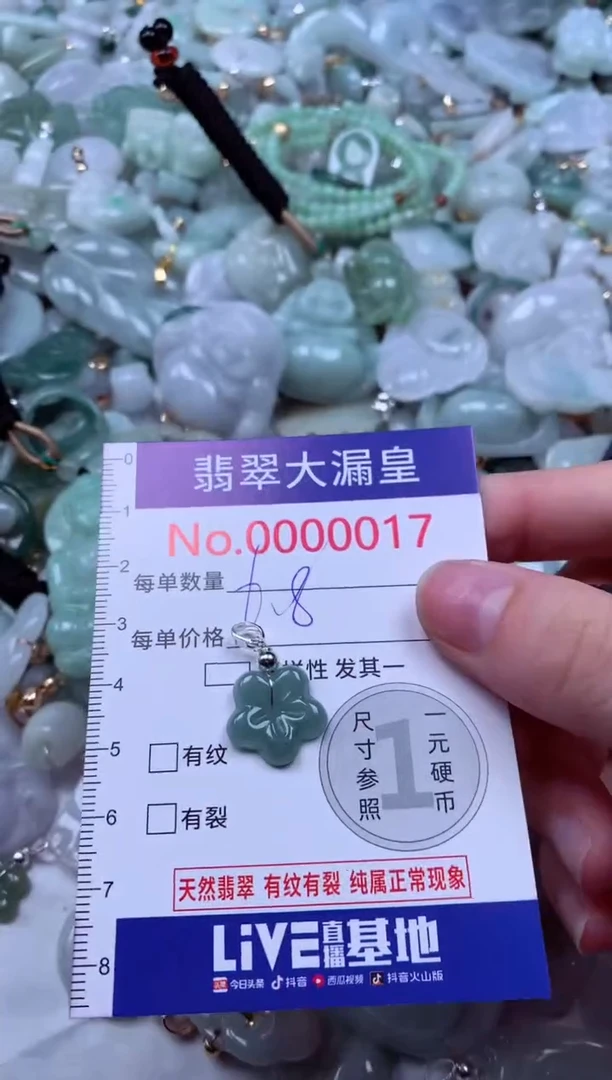 翡翠大漏皇
No.0000017
每单数量
每单价格
样性 发其一
有纹
有裂
尺寸参照
1
一元硬币
天然翡翠 有纹有裂 纯属正常现象
LiVE直播基地
今日头条 抖音 西瓜视频 抖音火山版
0
1
2
3
4
5
6
7
8